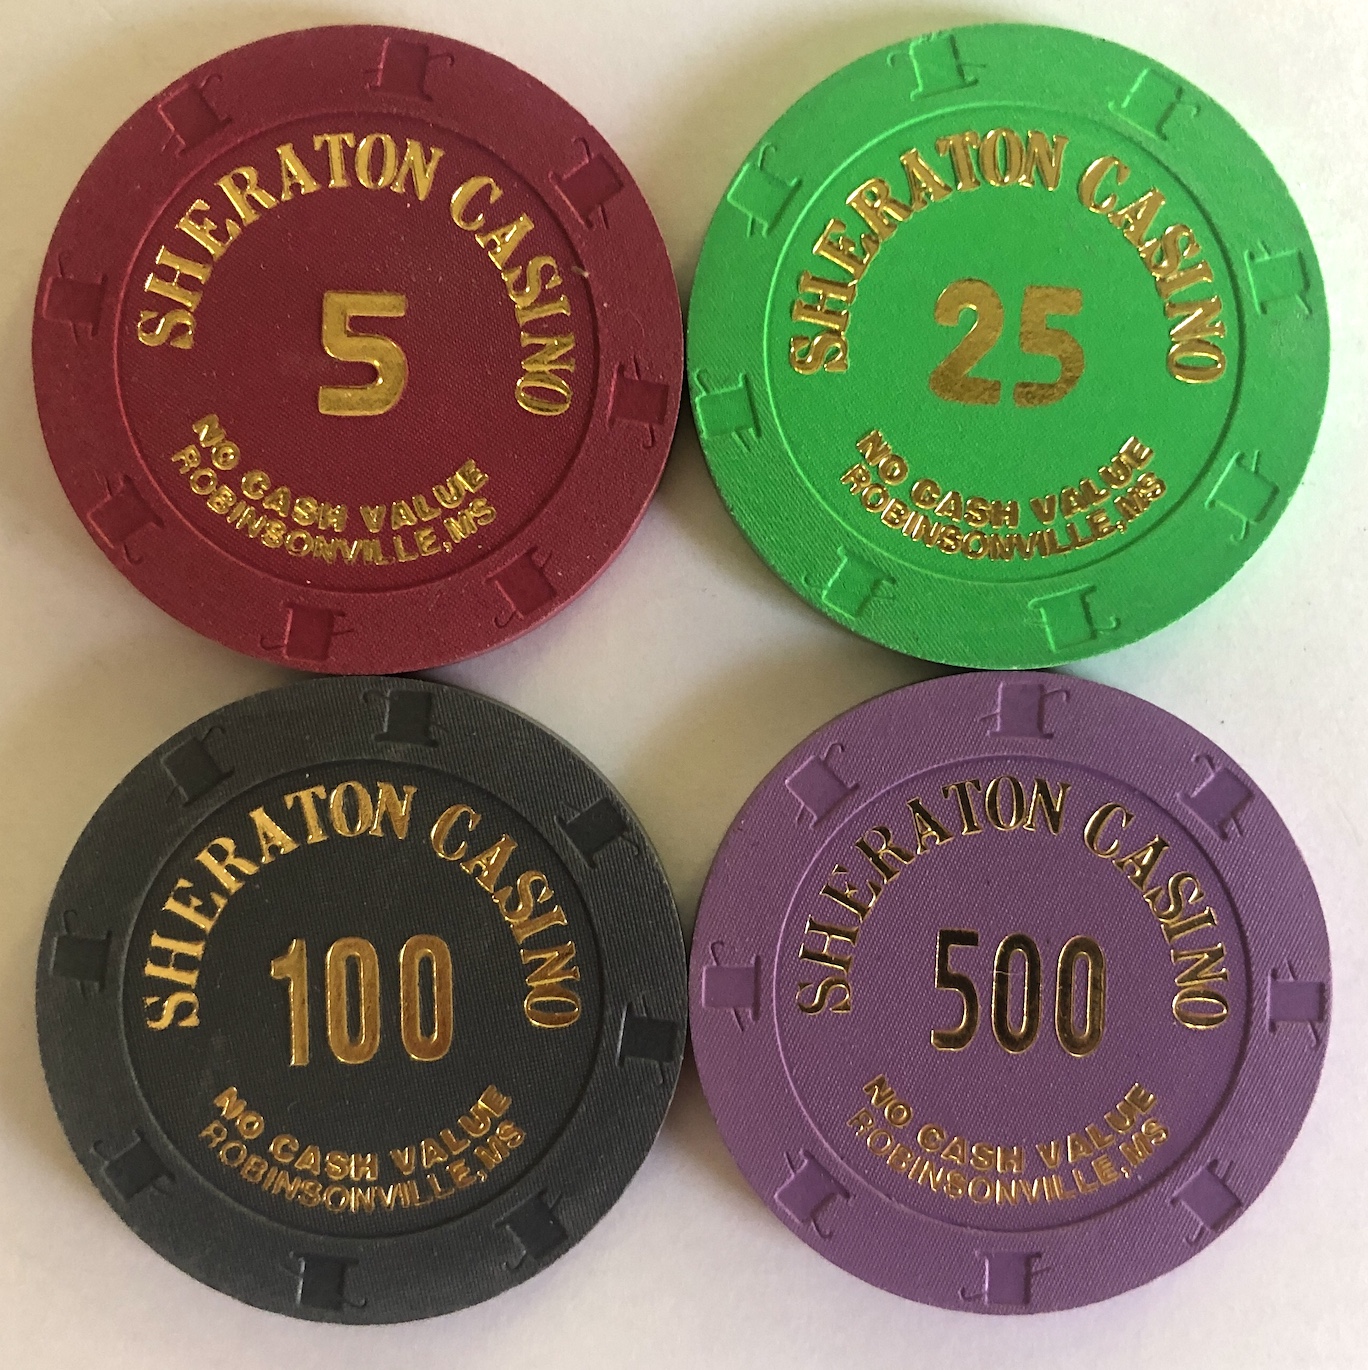 SHERATON CASINO
5
NO CASH VALUE
ROBINSONVILLE,MS
SHERATON CASINO
25
NO CASH VALUE
ROBINSONVILLE,MS
SHERATON CASINO
100
NO CASH VALUE
ROBINSONVILLE,MS
SHERATON CASINO
500
NO CASH VALUE
ROBINSONVILLE,MS